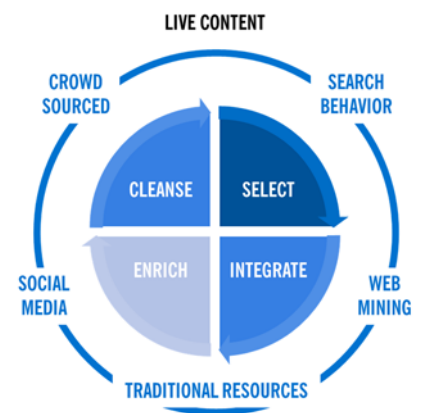 LIVE CONTENT
CROWD
SOURCED
SEARCH
BEHAVIOR
CLEANSE
SELECT
ENRICH
INTEGRATE
SOCIAL
MEDIA
WEB
MINING
TRADITIONAL RESOURCES